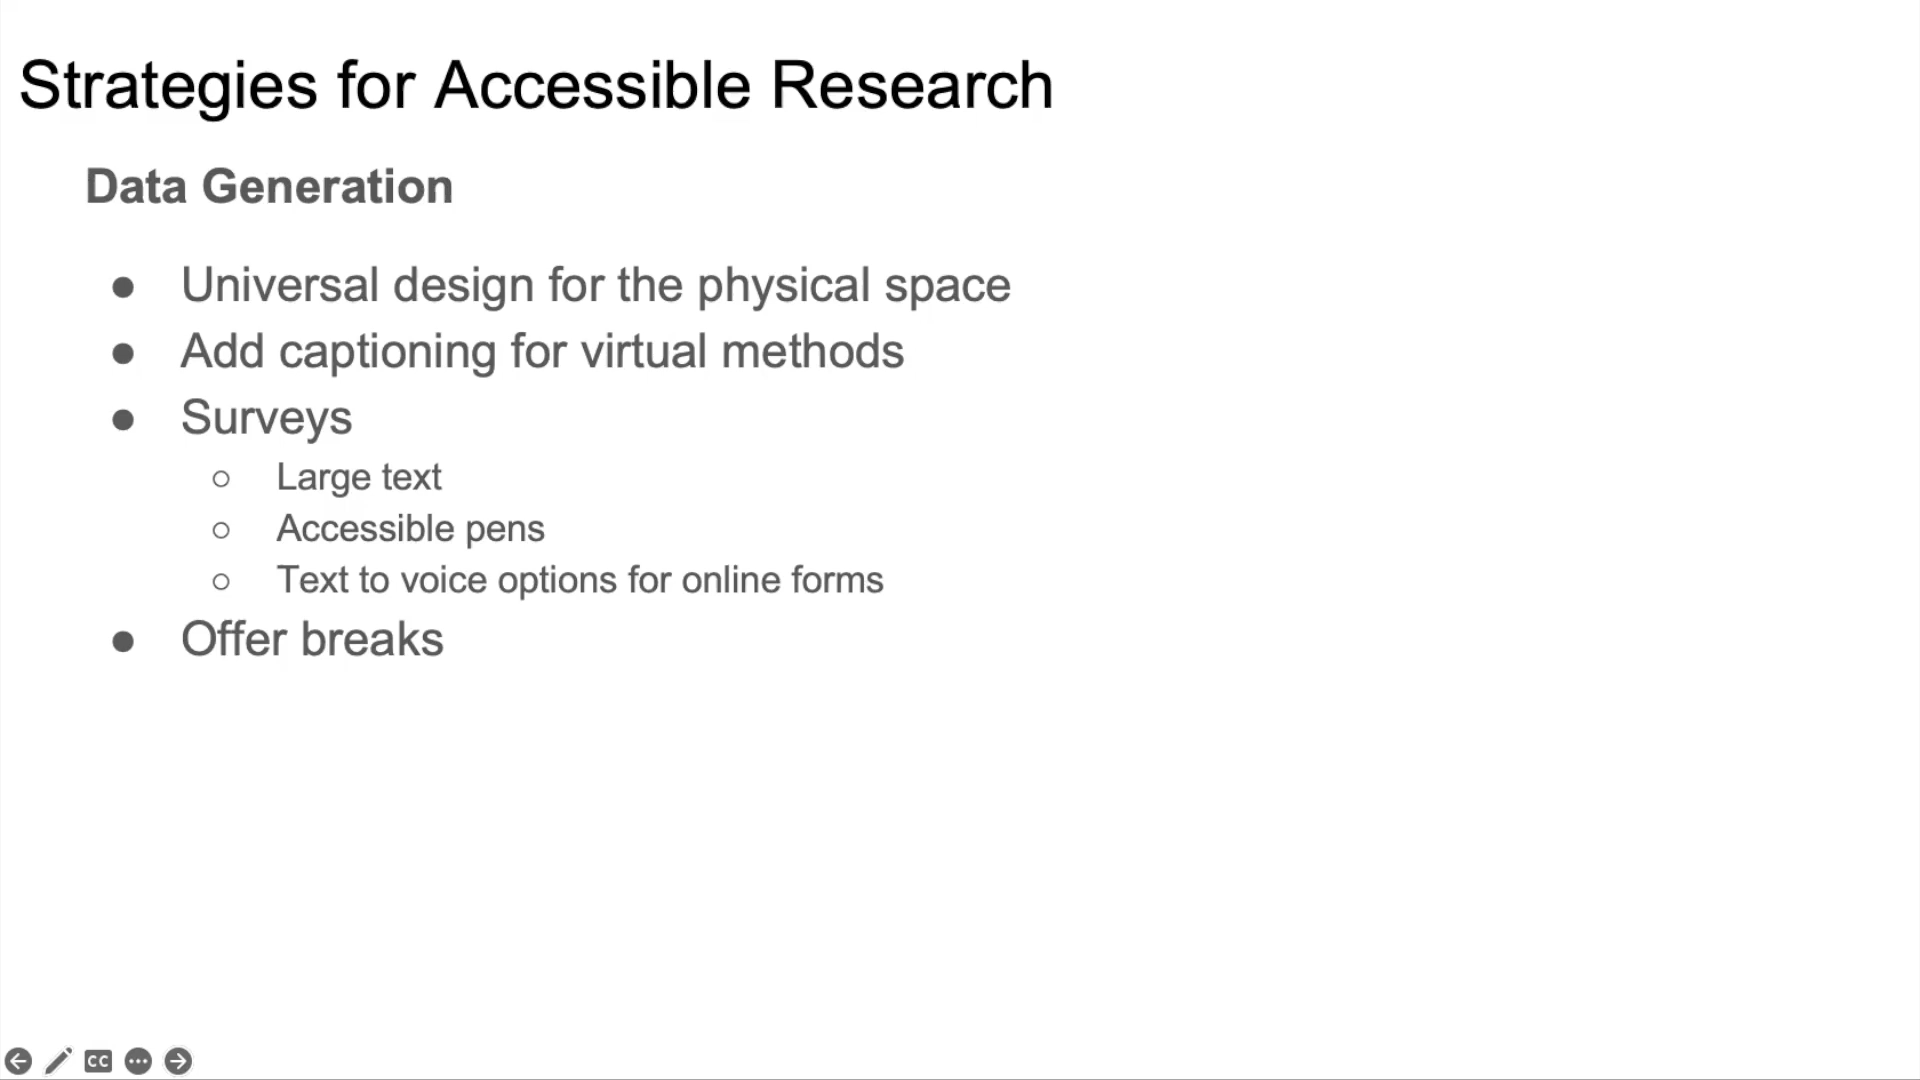 Strategies for Accessible Research
Data Generation
● Universal design for the physical space
● Add captioning for virtual methods
● Surveys
○ Large text
○ Accessible pens
○ Text to voice options for online forms
● Offer breaks
CC